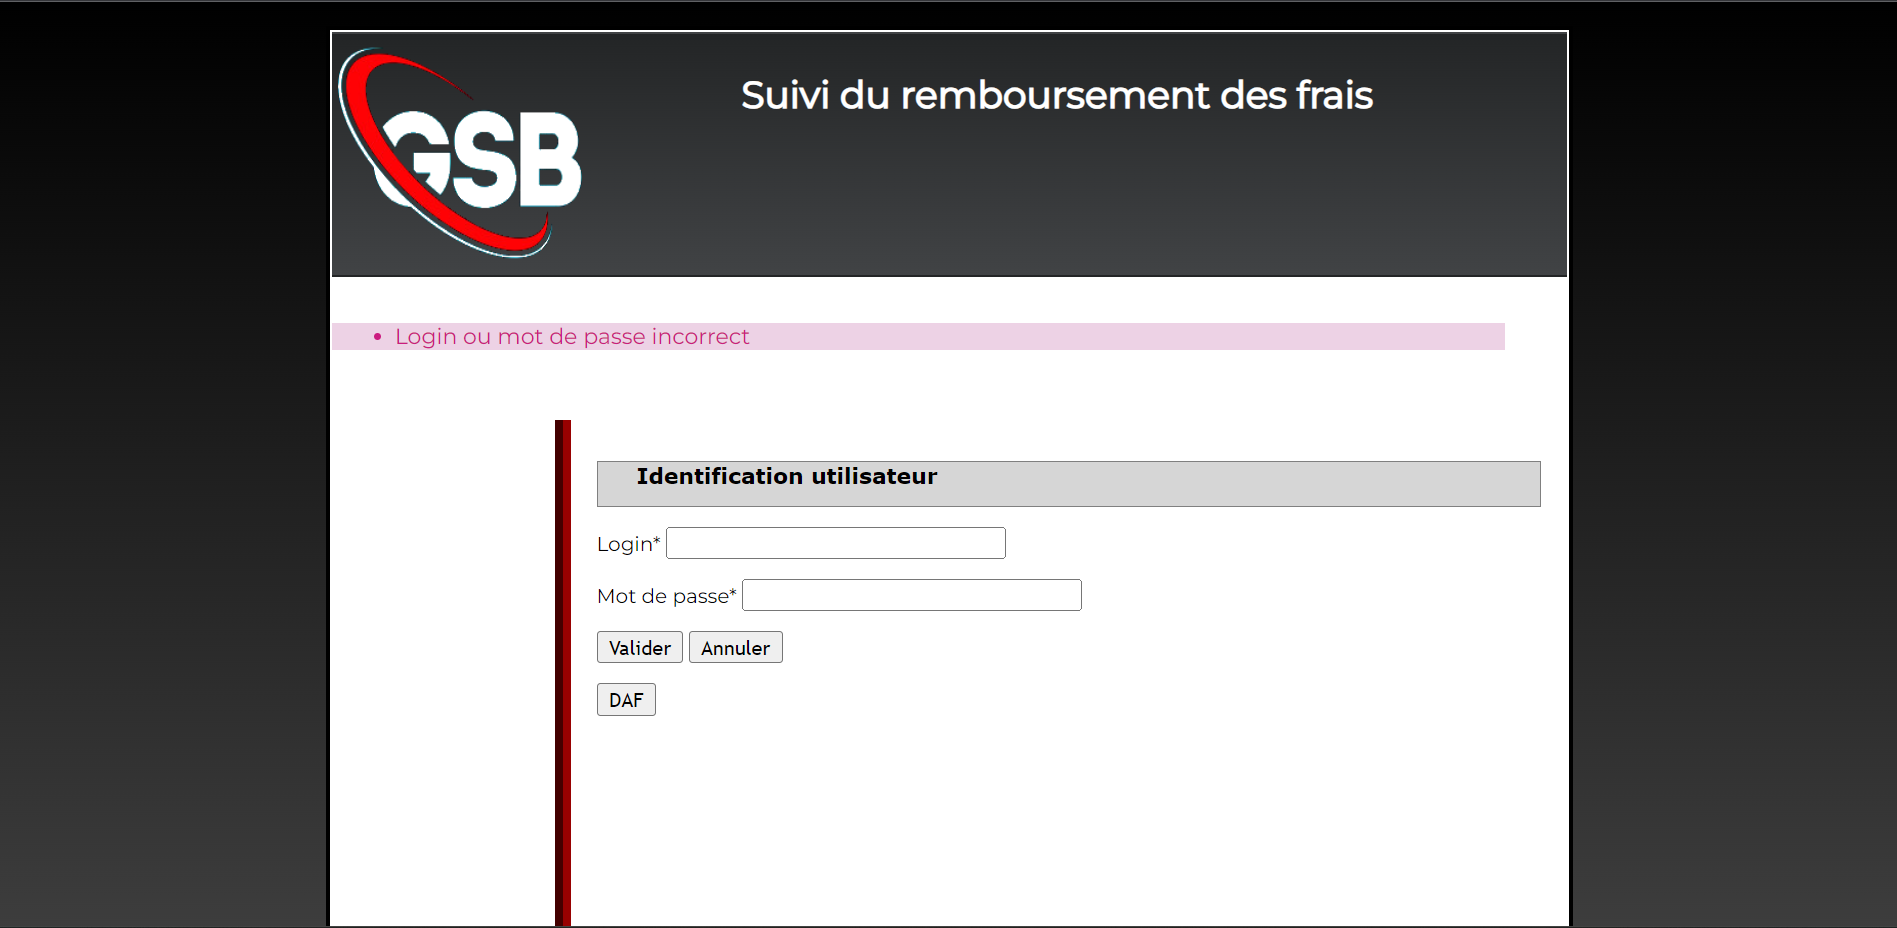 GSB
Suivi du remboursement des frais
Login ou mot de passe incorrect
Identification utilisateur
Login*
Mot de passe*
Valider Annuler
DAF